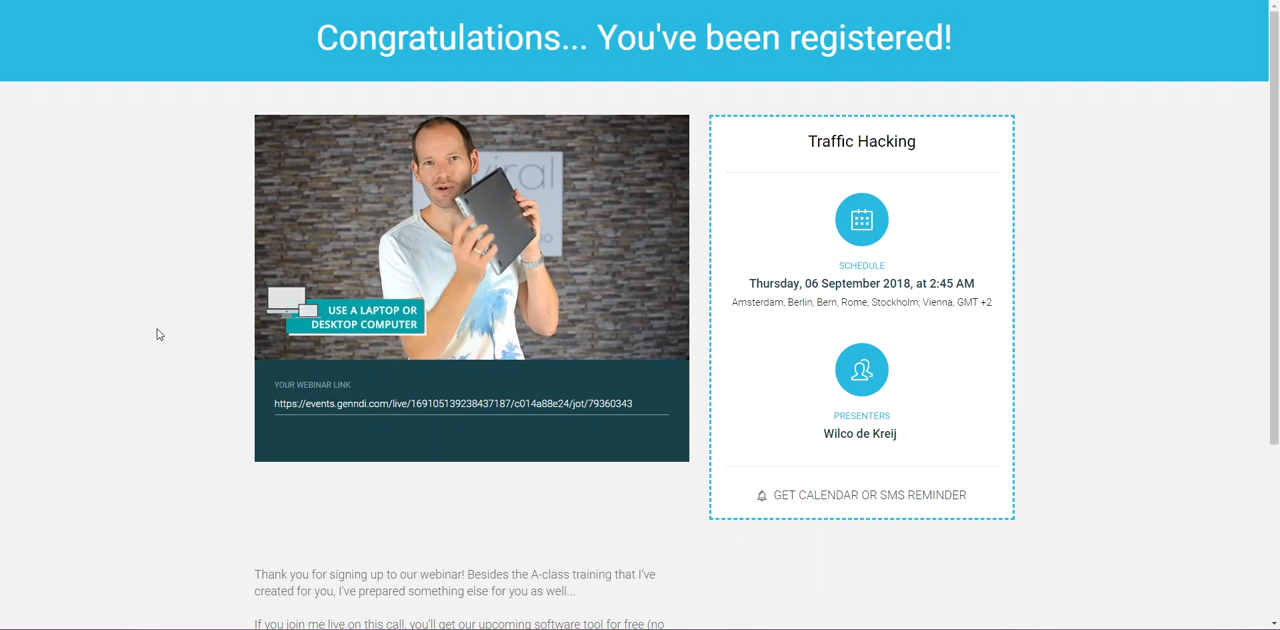 Congratulations... You've been registered!
viral
USE A LAPTOP OR
DESKTOP COMPUTER
YOUR WEBINAR LINK
https://events.genndi.com/live/169105139238437187/c014a88e24/jot/79360343
Traffic Hacking
SCHEDULE
Thursday, 06 September 2018, at 2:45 AM
Amsterdam, Berlin, Bern, Rome, Stockholm, Vienna, GMT +2
PRESENTERS
Wilco de Kreij
GET CALENDAR OR SMS REMINDER
Thank you for signing up to our webinar! Besides the A-class training that I've
created for you, I've prepared something else for you as well...
If you join me live on this call, you'll get our upcoming software tool for free (no